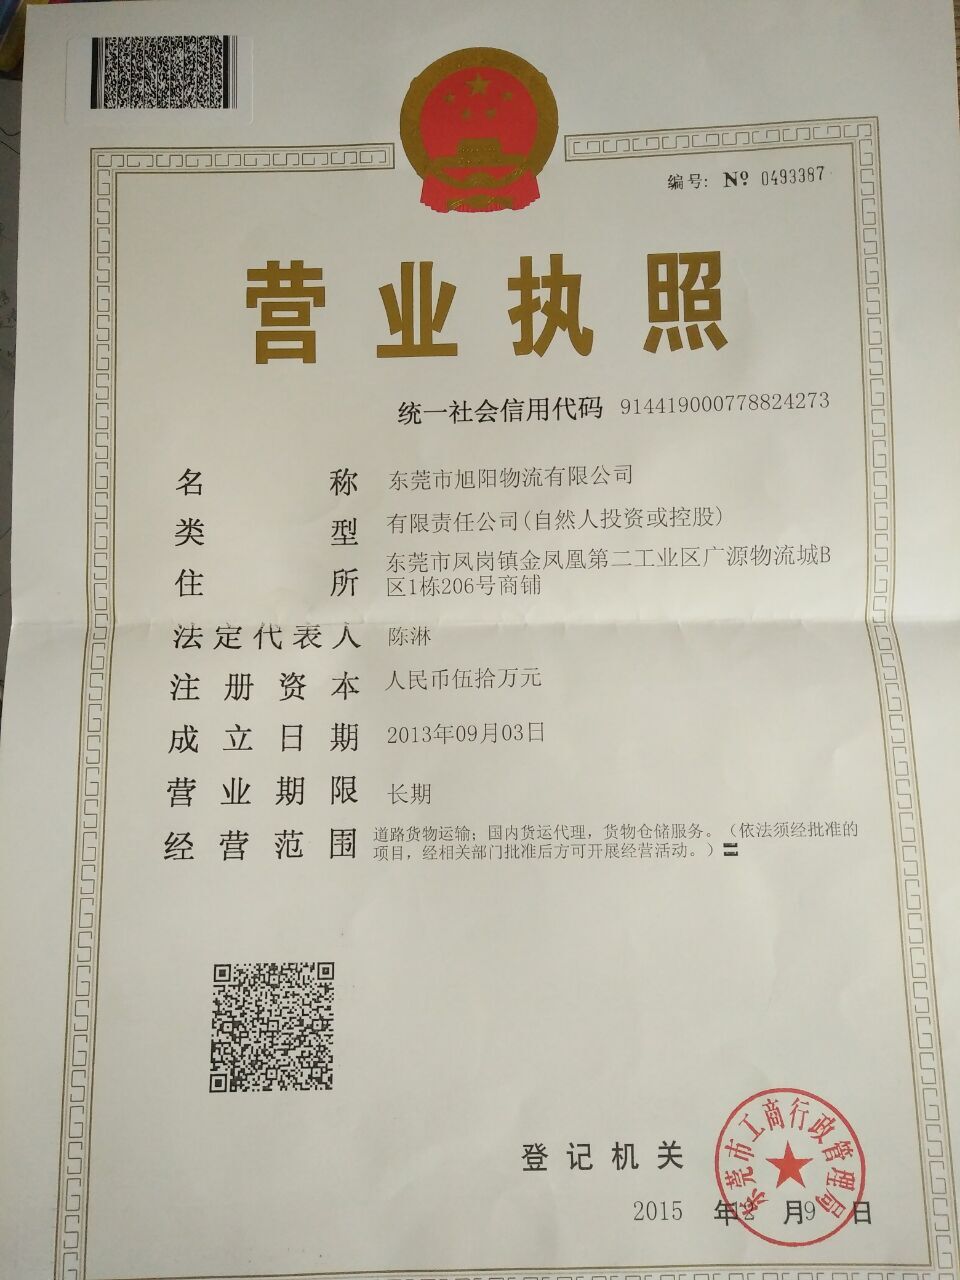 编号: Nº 0493387
营业执照
统一社会信用代码 914419000778824273
名称 东莞市旭阳物流有限公司
类型 有限责任公司(自然人投资或控股)
住所 东莞市凤岗镇金凤凰第二工业区广源物流城B
区1栋206号商铺
法定代表人 陈淋
注册资本 人民币伍拾万元
成立日期 2013年09月03日
营业期限 长期
经营范围 道路货物运输；国内货运代理，货物仓储服务。（依法须经批准的
项目，经相关部门批准后方可开展经营活动。）
登记机关
东莞市工商行政管理局
2015 年12 月9 日